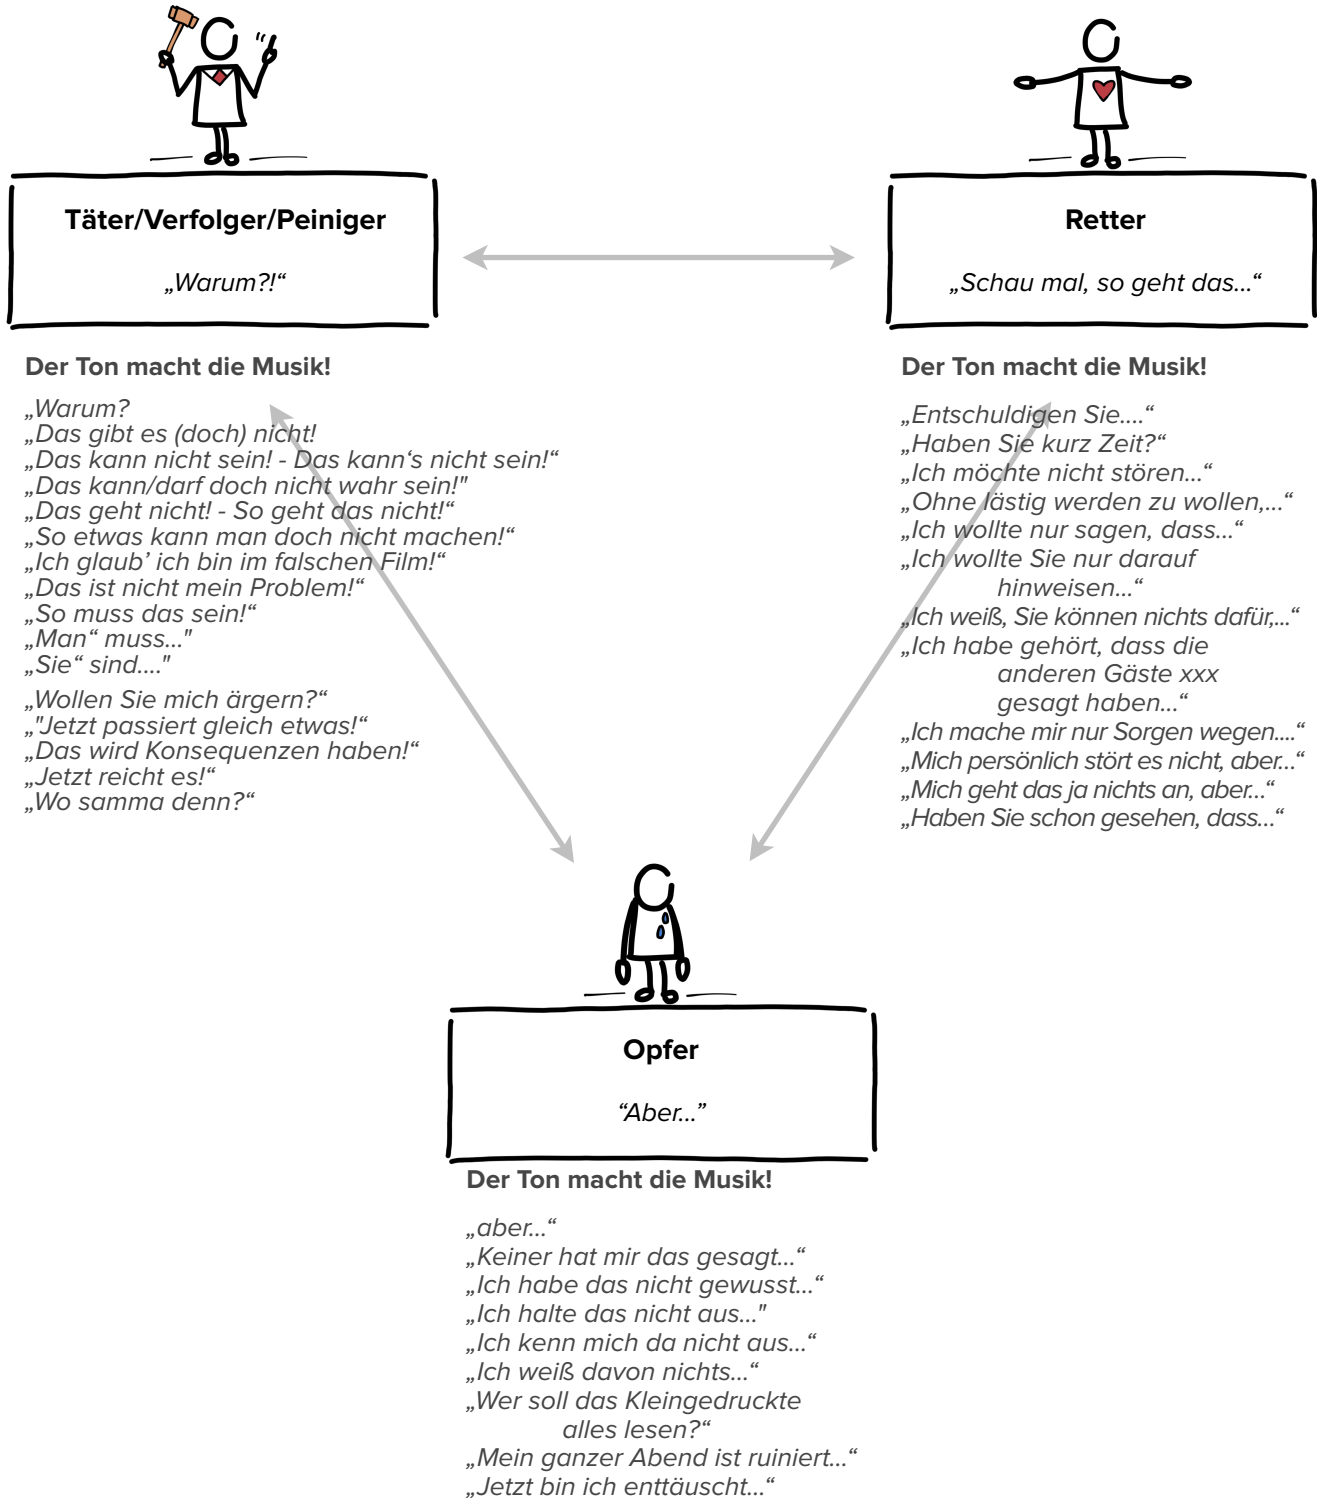 Täter/Verfolger/Peiniger
„Warum?!“
Der Ton macht die Musik!
„Warum?
„Das gibt es (doch) nicht!
„Das kann nicht sein! - Das kann‘s nicht sein!“
„Das kann/darf doch nicht wahr sein!"
„Das geht nicht! - So geht das nicht!“
„So etwas kann man doch nicht machen!“
„Ich glaub’ ich bin im falschen Film!“
„Das ist nicht mein Problem!“
„So muss das sein!“
„Man“ muss..."
„Sie“ sind...."
„Wollen Sie mich ärgern?“
„"Jetzt passiert gleich etwas!“
„Das wird Konsequenzen haben!“
„Jetzt reicht es!“
„Wo samma denn?“
Retter
„Schau mal, so geht das...“
Der Ton macht die Musik!
„Entschuldigen Sie....“
„Haben Sie kurz Zeit?“
„Ich möchte nicht stören...“
„Ohne lästig werden zu wollen,...“
„Ich wollte nur sagen, dass...“
„Ich wollte Sie nur darauf
hinweisen...“
„Ich weiß, Sie können nichts dafür,...“
„Ich habe gehört, dass die
anderen Gäste xxx
gesagt haben...“
„Ich mache mir nur Sorgen wegen....“
„Mich persönlich stört es nicht, aber...“
„Mich geht das ja nichts an, aber...“
„Haben Sie schon gesehen, dass...“
Opfer
“Aber...”
Der Ton macht die Musik!
„aber...“
„Keiner hat mir das gesagt...“
„Ich habe das nicht gewusst...“
„Ich halte das nicht aus..."
„Ich kenn mich da nicht aus...“
„Ich weiß davon nichts...“
„Wer soll das Kleingedruckte
alles lesen?“
„Mein ganzer Abend ist ruiniert...“
„Jetzt bin ich enttäuscht...“